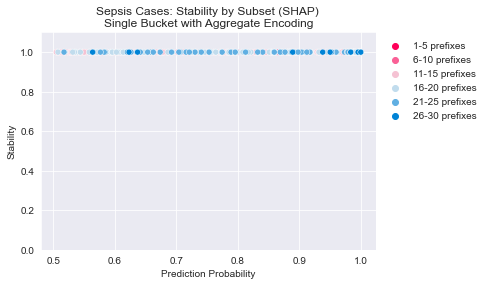 Sepsis Cases: Stability by Subset (SHAP)
Single Bucket with Aggregate Encoding
1.0
0.8
0.6
0.4
0.2
0.0
Stability
0.5 0.6 0.7 0.8 0.9 1.0
Prediction Probability
1-5 prefixes
6-10 prefixes
11-15 prefixes
16-20 prefixes
21-25 prefixes
26-30 prefixes